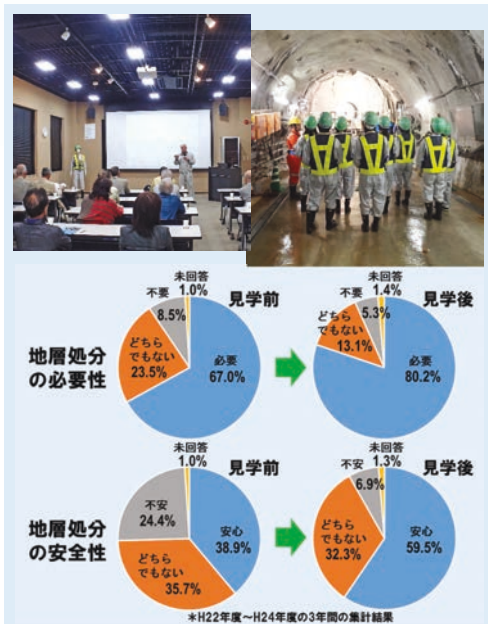 未回答
1.0%
見学前
不要
8.5%
どちら
でもない
23.5%
必要
67.0%
未回答
1.4%
見学後
不要
5.3%
どちら
でもない
13.1%
必要
80.2%
地層処分
の必要性
未回答
1.0%
見学前
不安
24.4%
安心
38.9%
どちら
でもない
35.7%
未回答
1.3%
見学後
不安
6.9%
どちら
でもない
32.3%
安心
59.5%
地層処分
の安全性
*H22年度～H24年度の3年間の集計結果